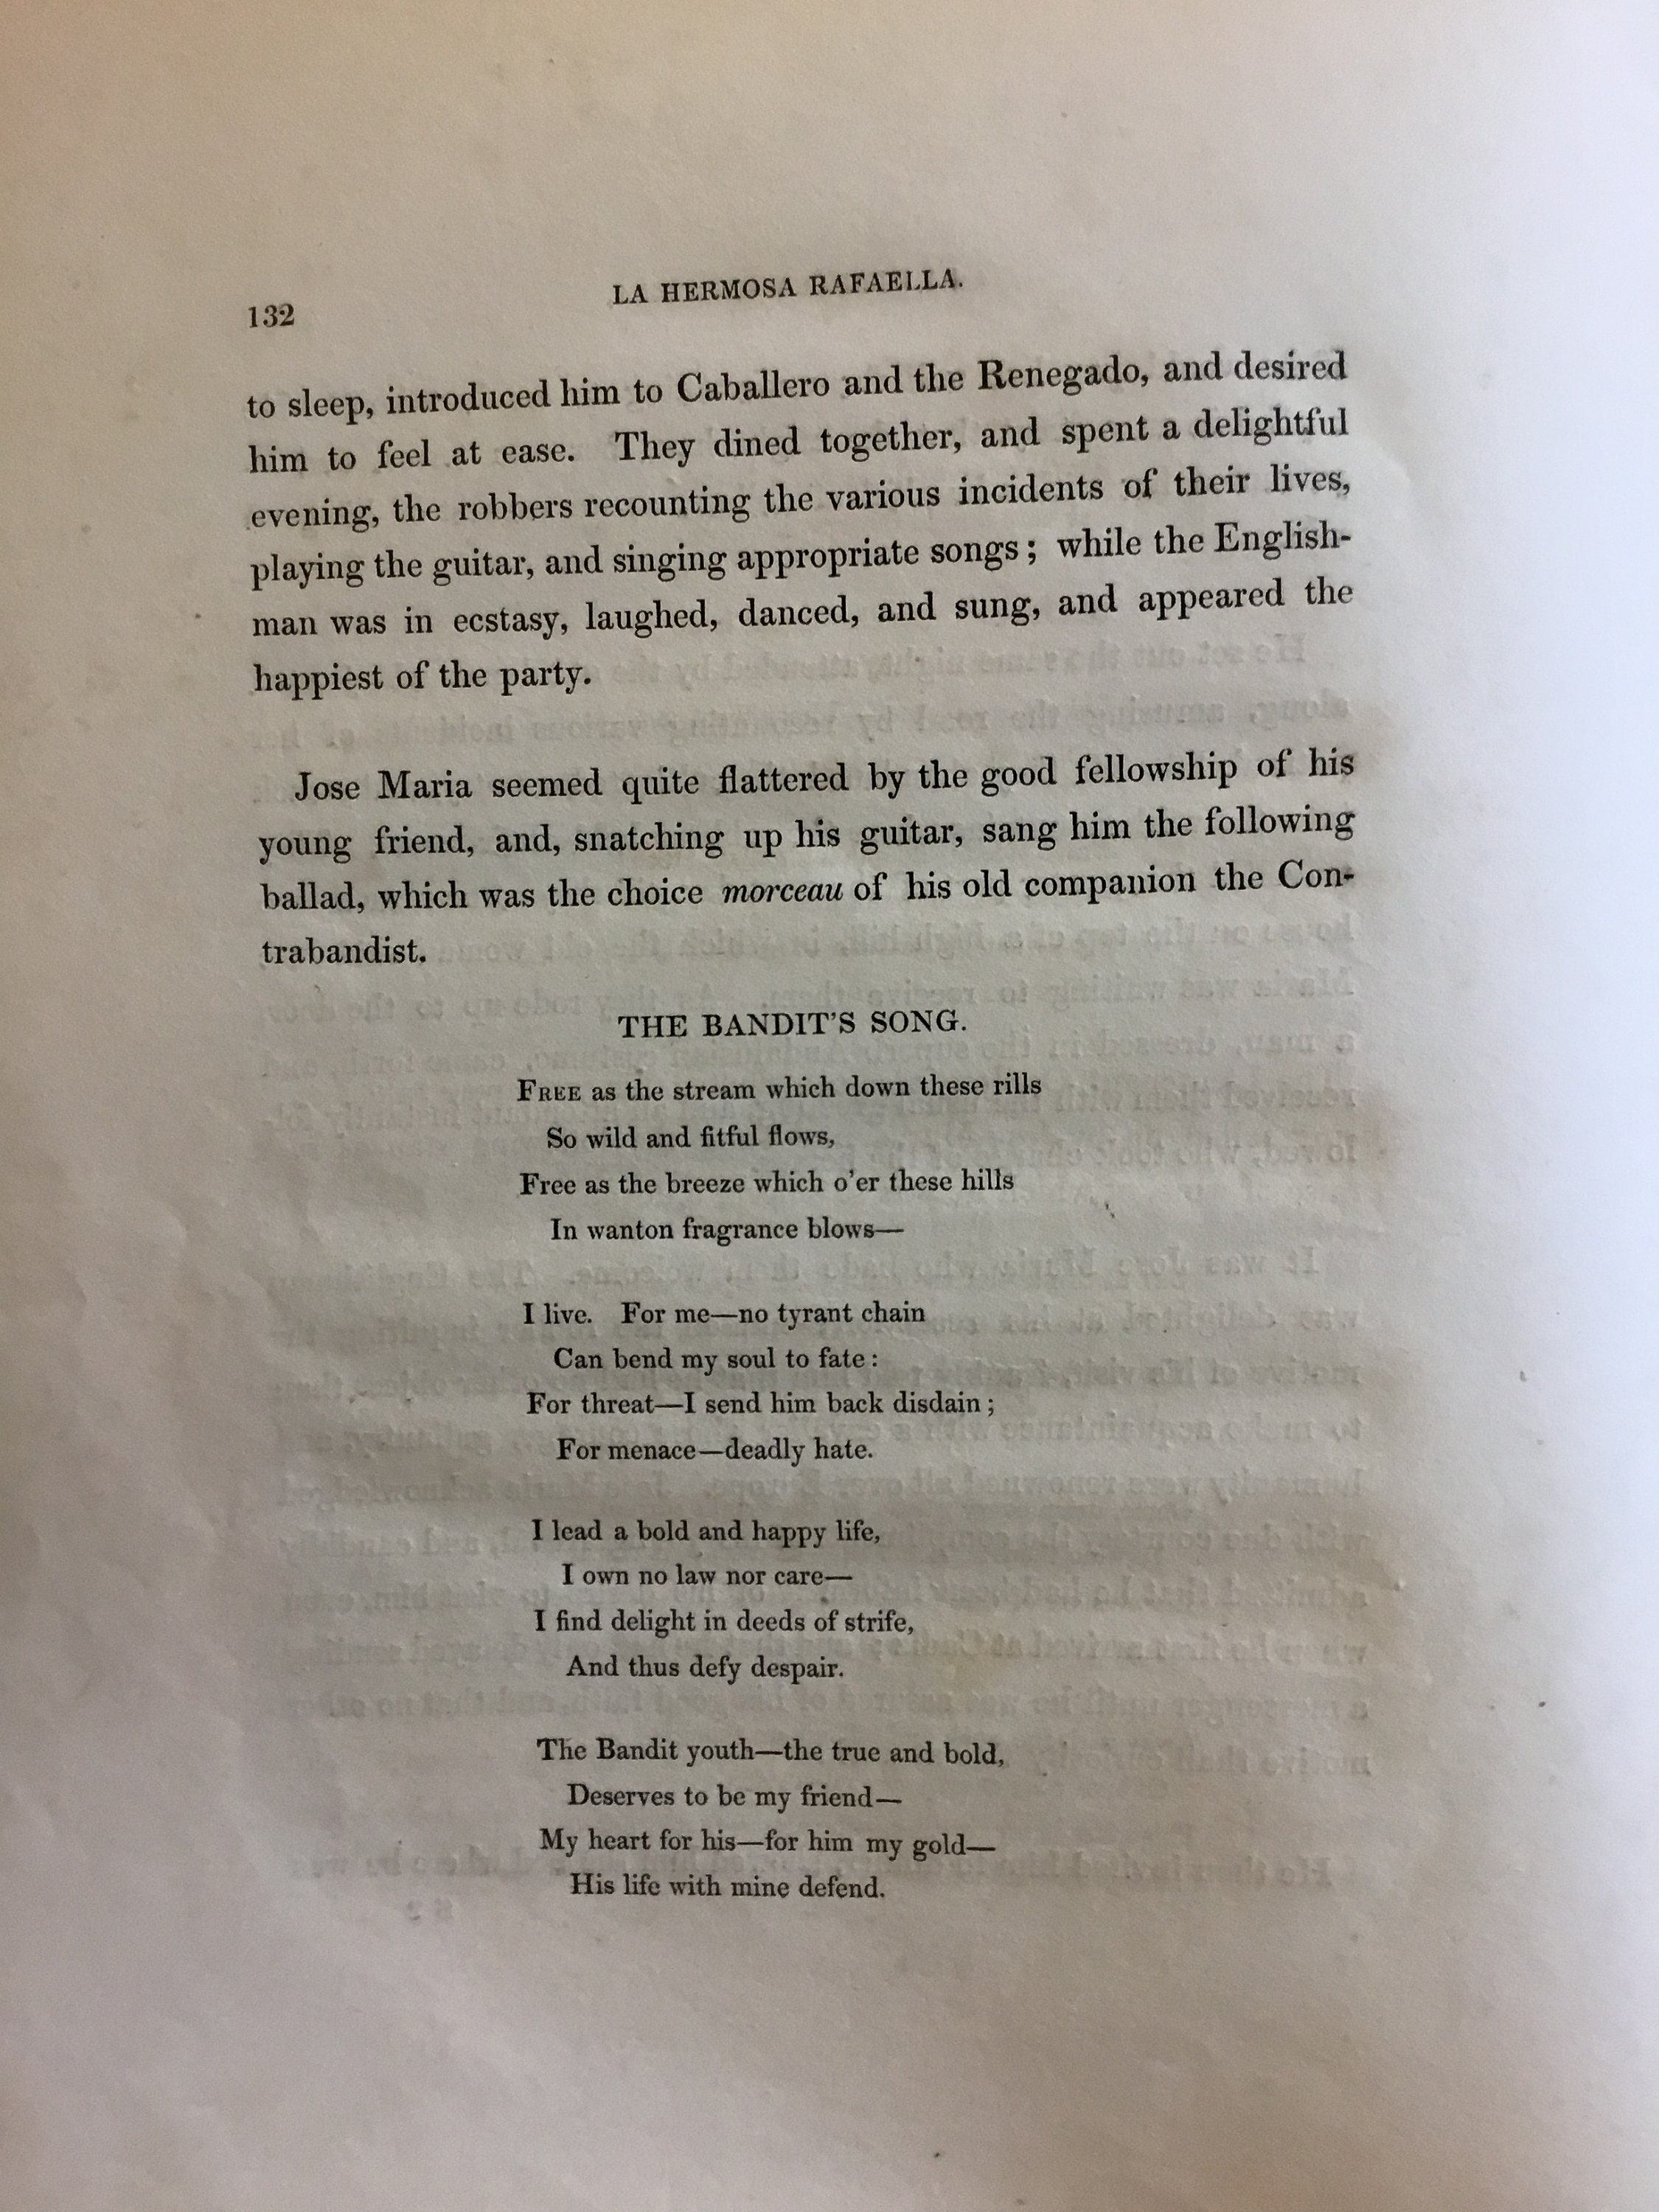 132
LA HERMOSA RAFAELLA.
to sleep, introduced him to Caballero and the Renegado, and desired
him to feel at ease. They dined together, and spent a delightful
evening, the robbers recounting the various incidents of their lives,
playing the guitar, and singing appropriate songs; while the English-
man was in ecstasy, laughed, danced, and sung, and appeared the
happiest of the party.
Jose Maria seemed quite flattered by the good fellowship of his
young friend, and, snatching up his guitar, sang him the following
ballad, which was the choice morceau of his old companion the Con-
trabandist.
THE BANDIT'S SONG.
FREE as the stream which down these rills
So wild and fitful flows,
Free as the breeze which o'er these hills
In wanton fragrance blows—
I live. For me—no tyrant chain
Can bend my soul to fate:
For threat—I send him back disdain;
For menace—deadly hate.
I lead a bold and happy life,
I own no law nor care—
I find delight in deeds of strife,
And thus defy despair.
The Bandit youth—the true and bold,
Deserves to be my friend—
My heart for his—for him my gold—
His life with mine defend.